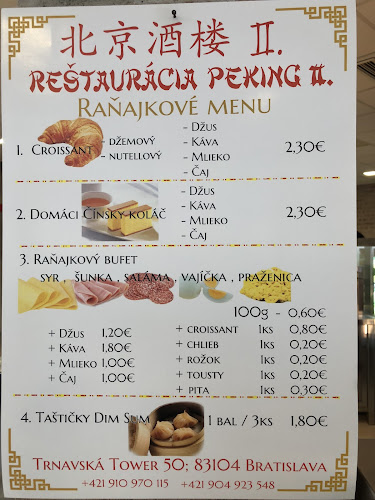 北京酒楼 II.
REŠTAURÁCIA PEKING II.
RAŇAJKOVÉ MENU
1. CROISSANT - DŽEMOVÝ - NUTELLOVÝ
- DŽUS
- KÁVA
- MLIEKO
- ČAJ
2,30€
2. DOMÁCI ČÍNSKY KOLÁČ
- DŽUS
- KÁVA
- MLIEKO
- ČAJ
2,30€
3. RAŇAJKOVÝ BUFET
SYR , ŠUNKA , SALÁMA , VAJÍČKA , PRAŽENICA
100g - 0,60€
+ DŽUS 1,20€
+ KÁVA 1,80€
+ MLIEKO 1,00€
+ ČAJ 1,00€
+ CROISSANT 1KS 0,80€
+ CHLIEB 1KS 0,20€
+ ROŽOK 1KS 0,20€
+ TOUSTY 1KS 0,20€
+ PITA 1KS 0,30€
4. TAŠTIČKY DIM SUM 1 BAL / 3KS 1,80€
TRNAVSKÁ TOWER 50; 83104 BRATISLAVA
+421 910 970 115 +421 904 923 548